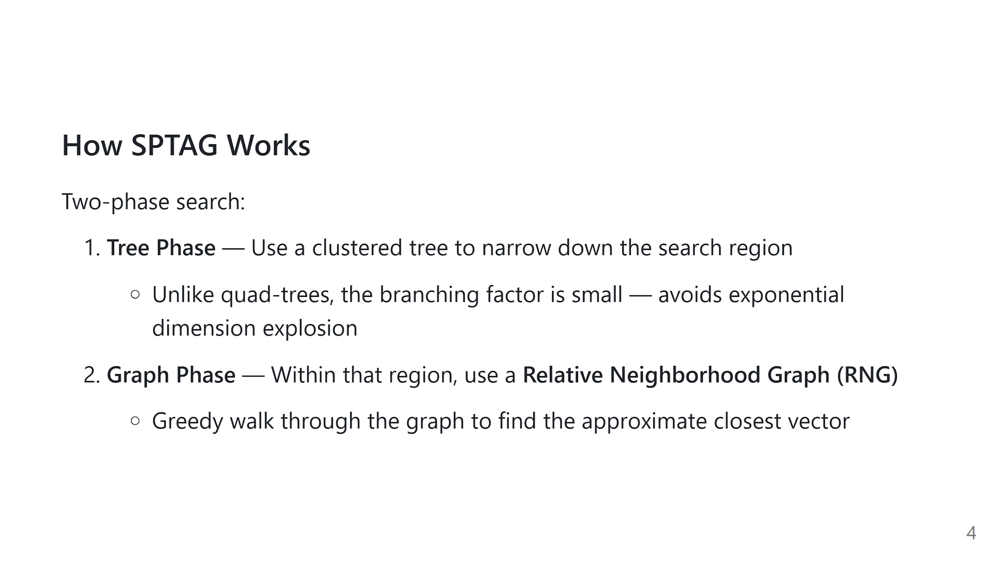 How SPTAG Works
Two-phase search:
1. Tree Phase — Use a clustered tree to narrow down the search region
○ Unlike quad-trees, the branching factor is small — avoids exponential
dimension explosion
2. Graph Phase — Within that region, use a Relative Neighborhood Graph (RNG)
○ Greedy walk through the graph to find the approximate closest vector
4